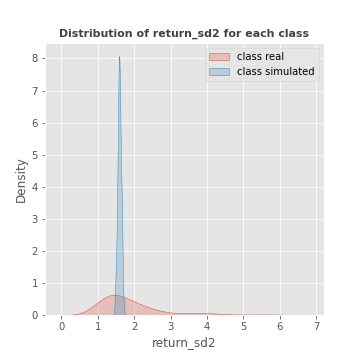 Distribution of return_sd2 for each class
class real
class simulated
8
7
6
5
4
3
2
1
0
Density
0 1 2 3 4 5 6 7
return_sd2